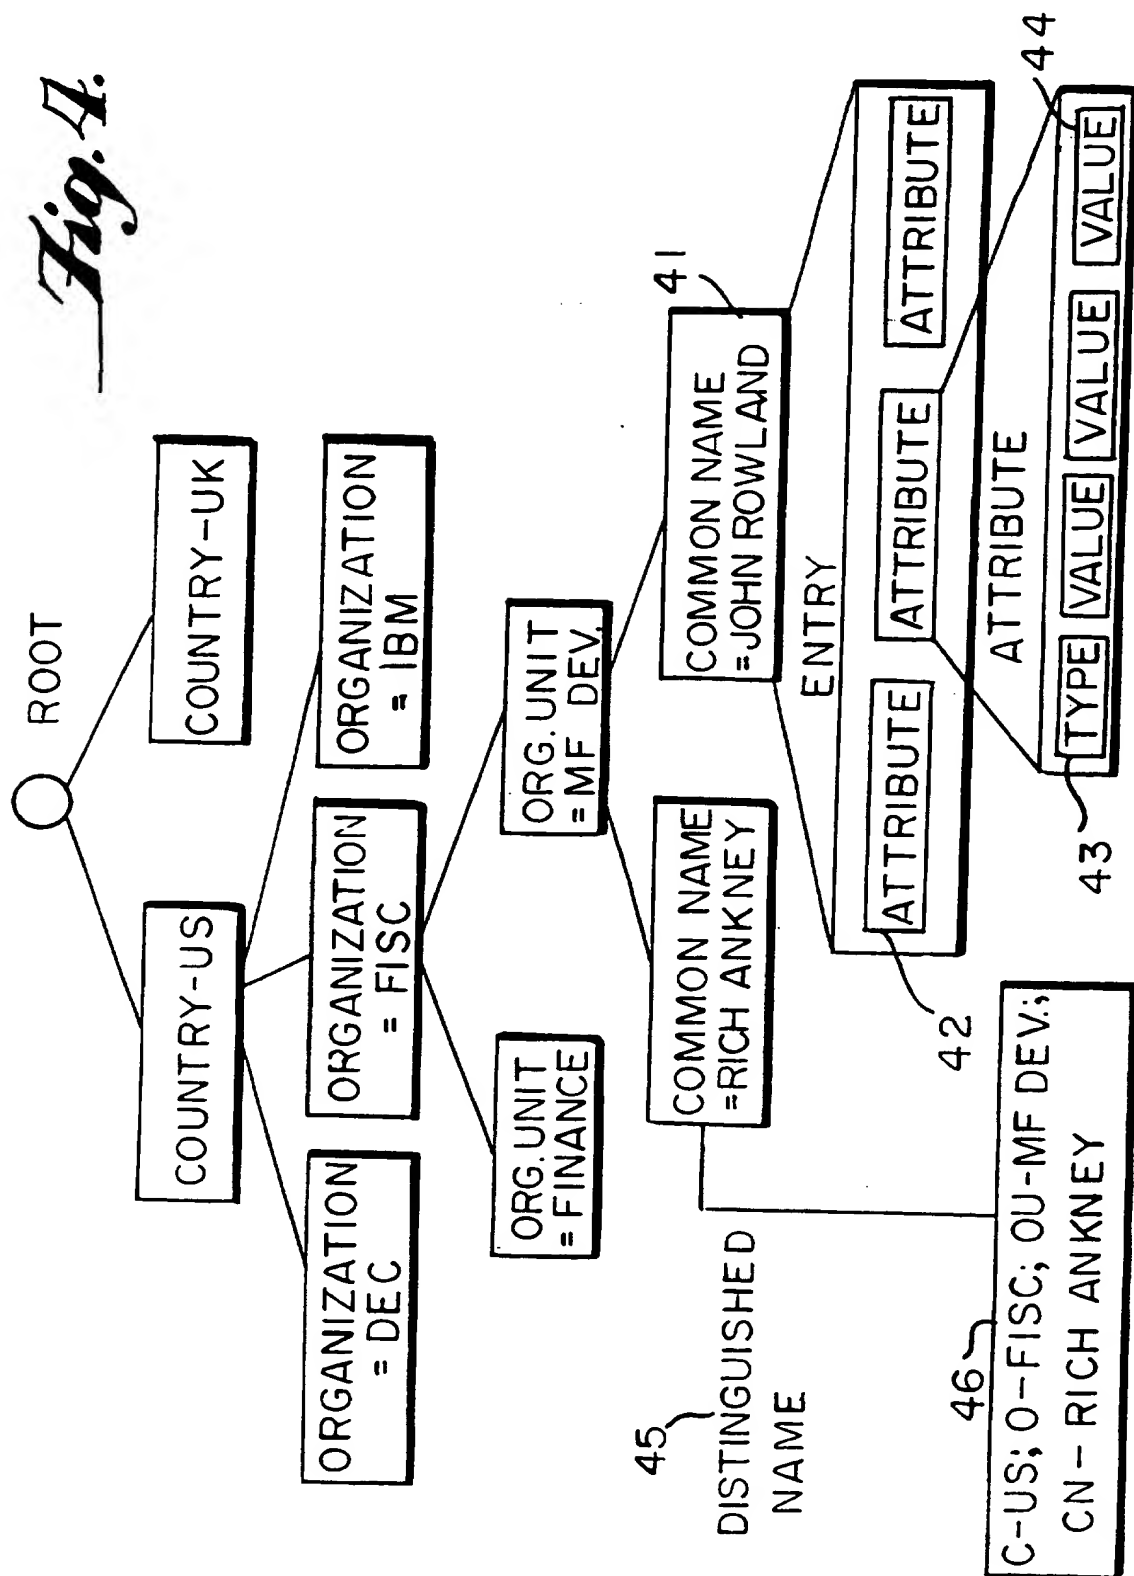 Fig. 4.
ROOT
COUNTRY-US
COUNTRY-UK
ORGANIZATION
= DEC
ORGANIZATION
= FISC
ORGANIZATION
= IBM
ORG. UNIT
=FINANCE
ORG. UNIT
=MF DEV.
45
DISTINGUISHED
NAME
COMMON NAME
=RICH ANKNEY
COMMON NAME
=JOHN ROWLAND
41
ENTRY
42
ATTRIBUTE
ATTRIBUTE
ATTRIBUTE
46
C-US; O-FISC; OU-MF DEV.;
CN- RICH ANKNEY
ATTRIBUTE
43
TYPE
VALUE
VALUE
VALUE
44